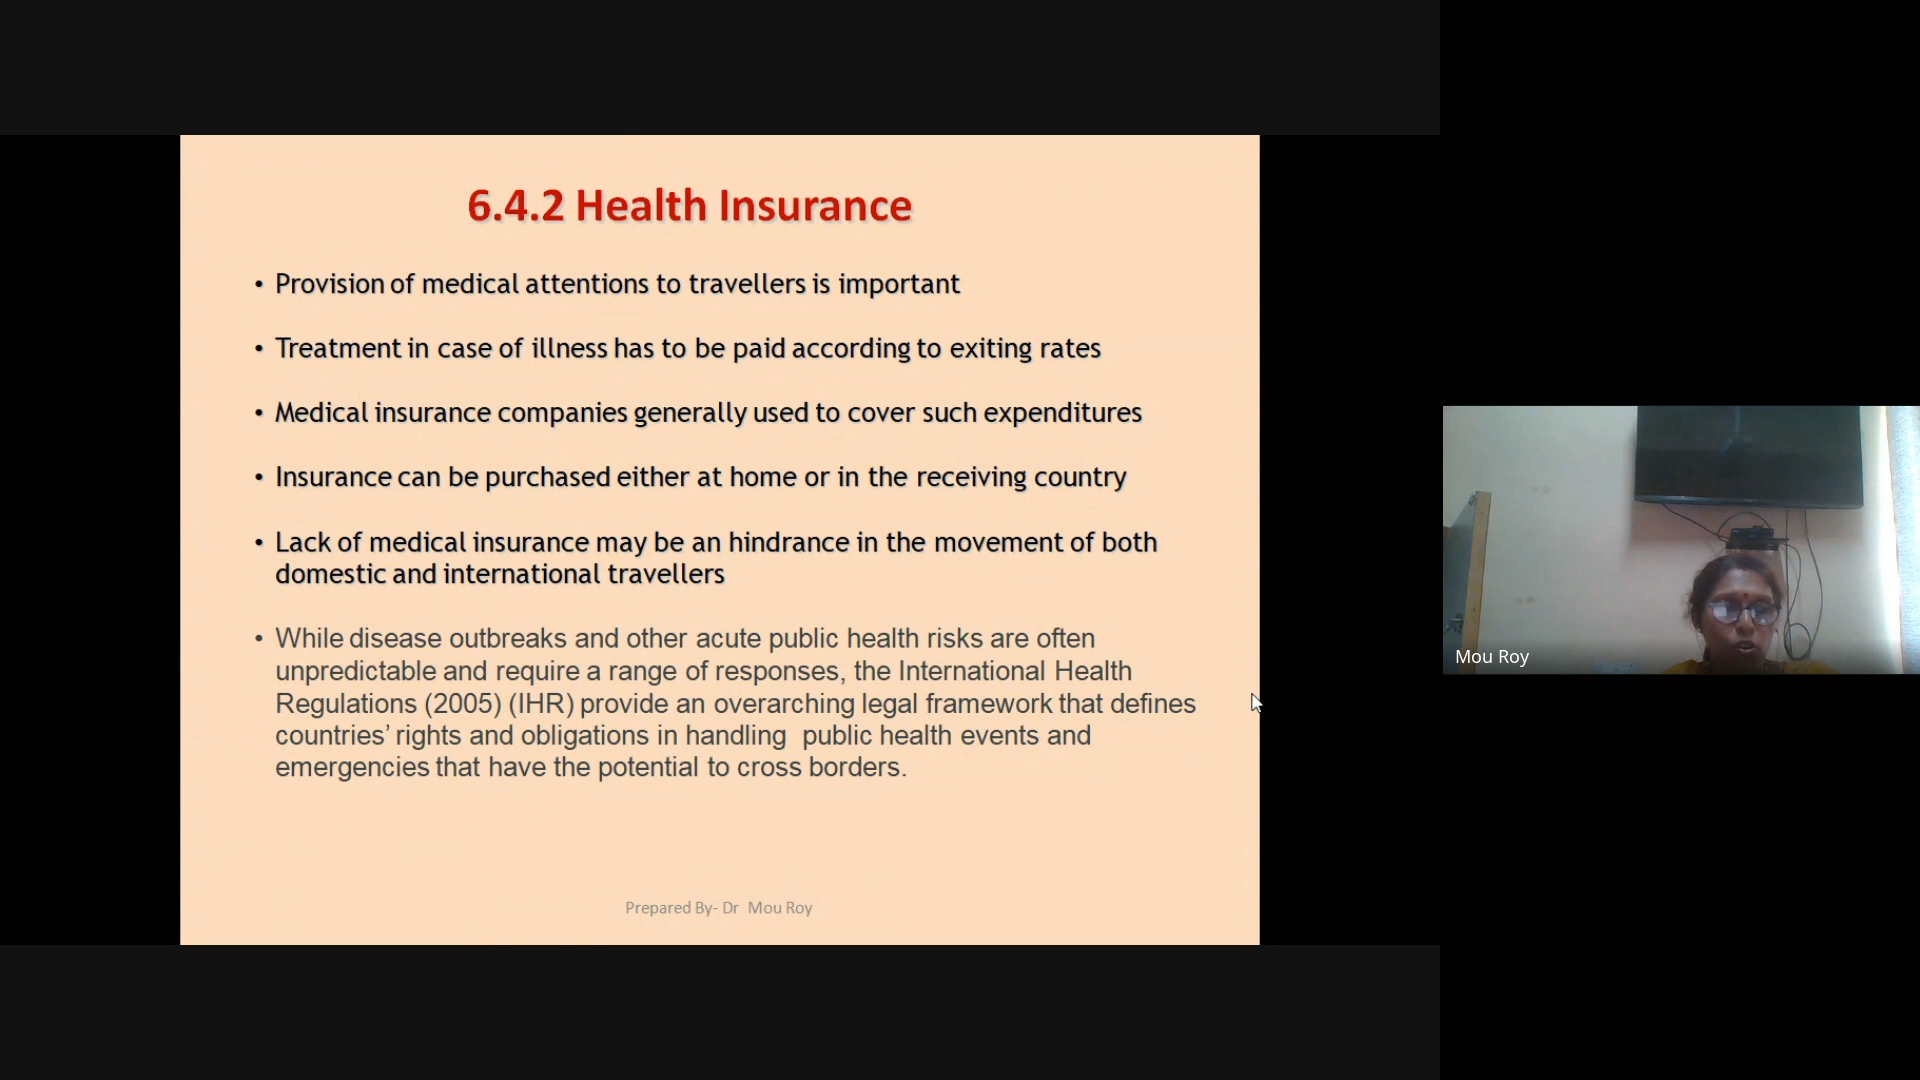 6.4.2 Health Insurance
• Provision of medical attentions to travellers is important
• Treatment in case of illness has to be paid according to exiting rates
• Medical insurance companies generally used to cover such expenditures
• Insurance can be purchased either at home or in the receiving country
• Lack of medical insurance may be an hindrance in the movement of both
domestic and international travellers
• While disease outbreaks and other acute public health risks are often
unpredictable and require a range of responses, the International Health
Regulations (2005) (IHR) provide an overarching legal framework that defines
countries’ rights and obligations in handling  public health events and
emergencies that have the potential to cross borders.
Prepared By- Dr  Mou Roy
Mou Roy